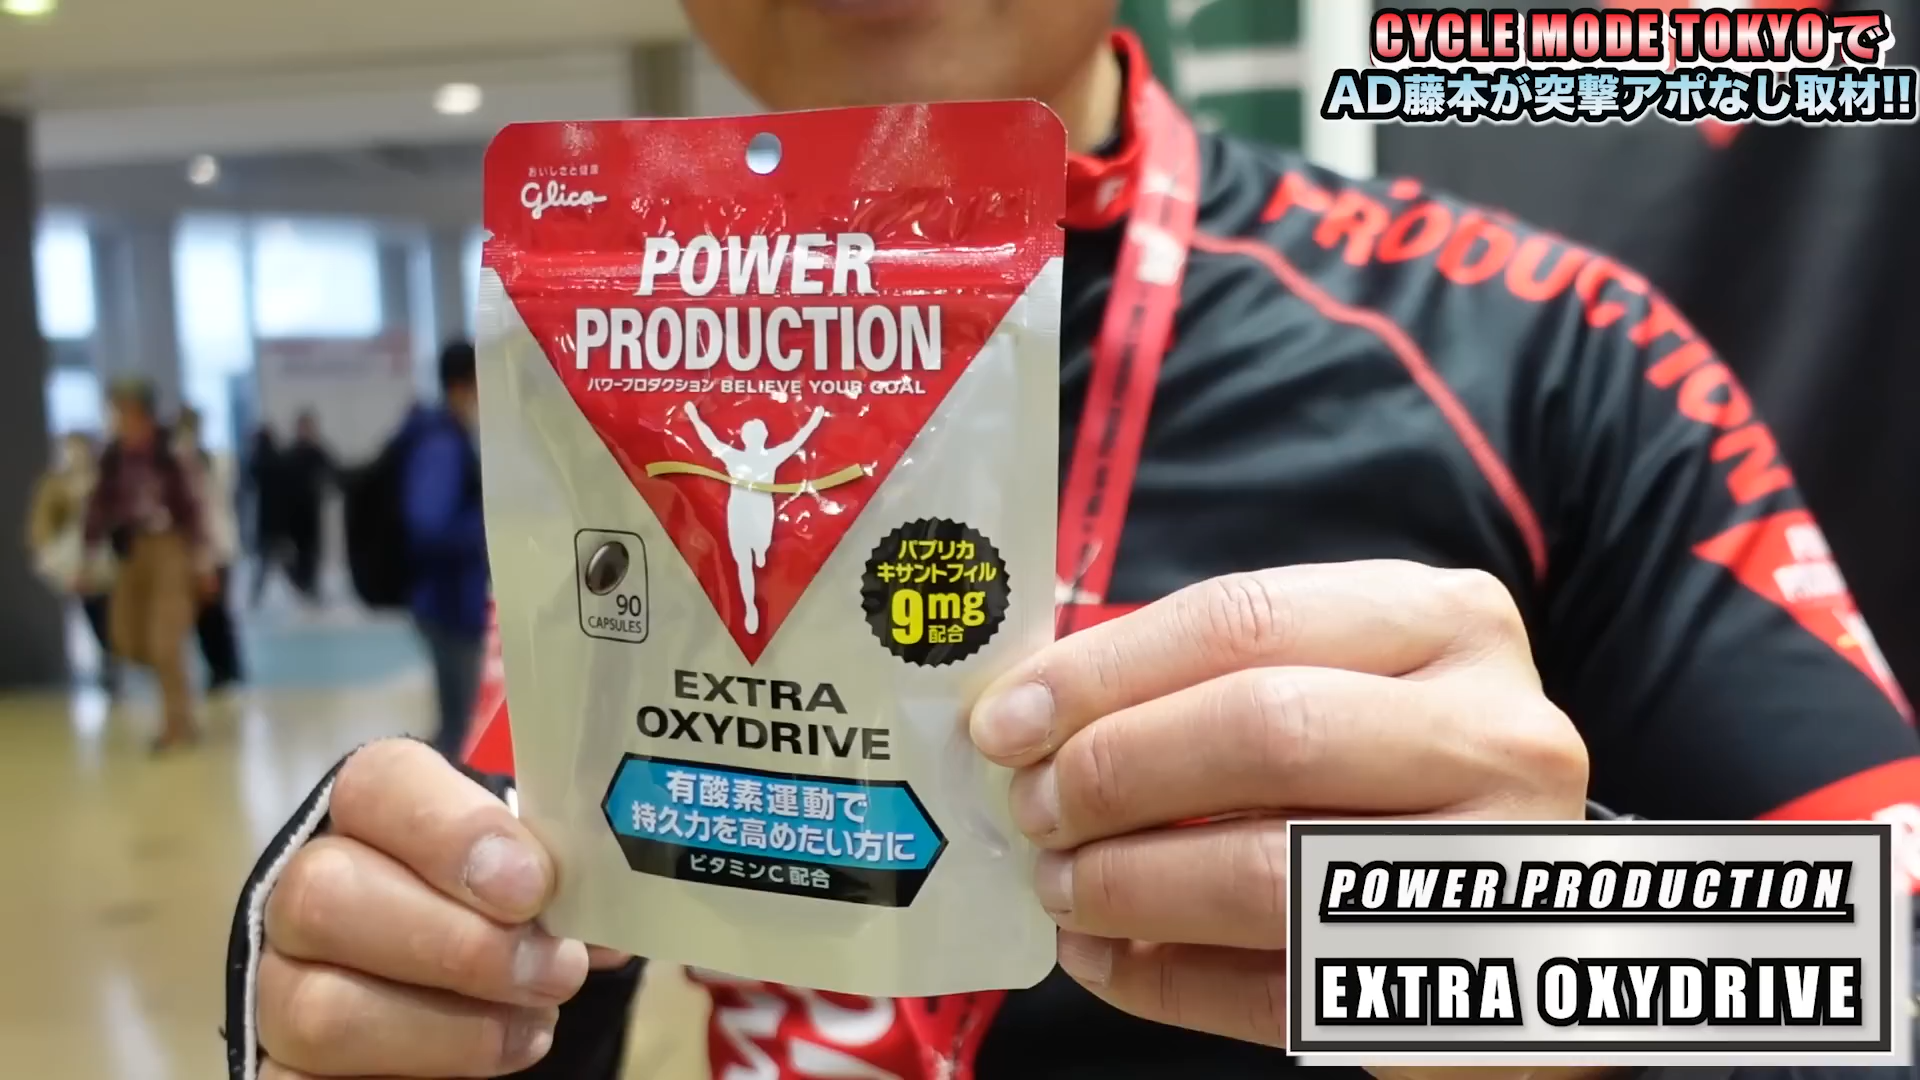 CYCLE MODE TOKYOで
AD藤本が突撃アポなし取材!!
おいしさと健康
Glico
POWER
PRODUCTION
パワープロダクション BELIEVE YOUR GOAL
90
CAPSULES
パプリカ
キサントフィル
9mg
配合
EXTRA
OXYDRIVE
有酸素運動で
持久力を高めたい方に
ビタミンC 配合
PRODUCTION
POWER PRODUCTION
EXTRA OXYDRIVE